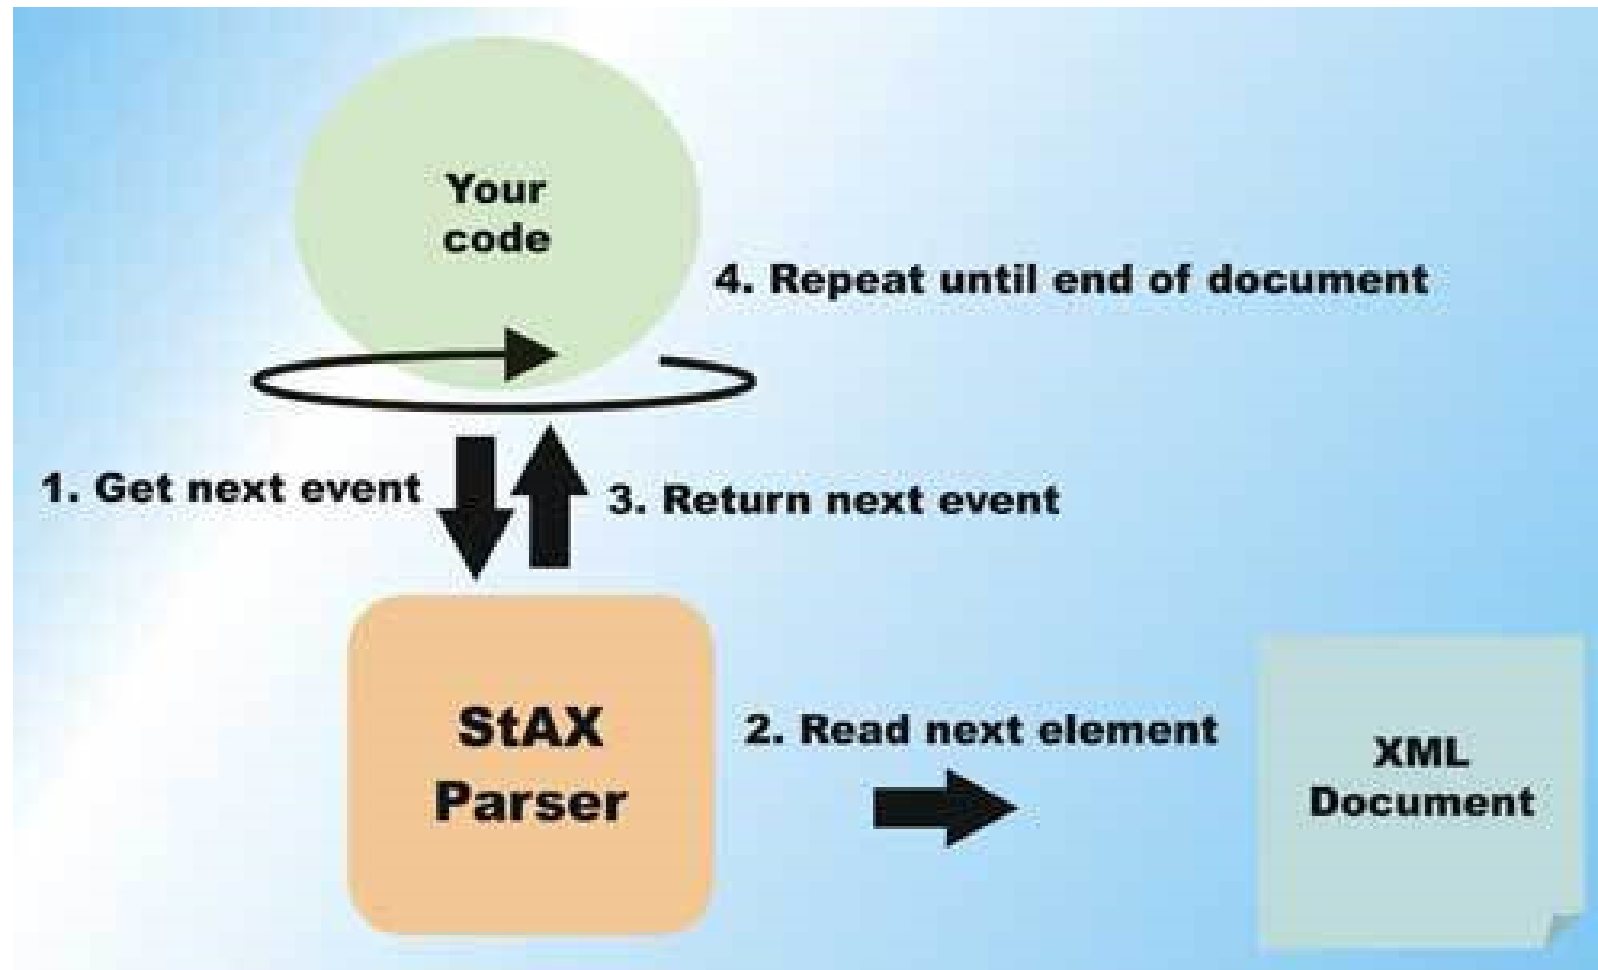 Your
code
4. Repeat until end of document
1. Get next event
3. Return next event
StAX
Parser
2. Read next element
XML
Document